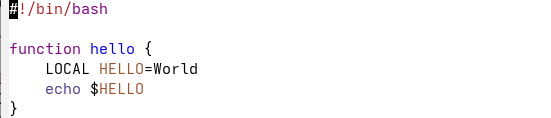 #!/bin/bash
function hello {
    LOCAL HELLO=World
    echo $HELLO
}